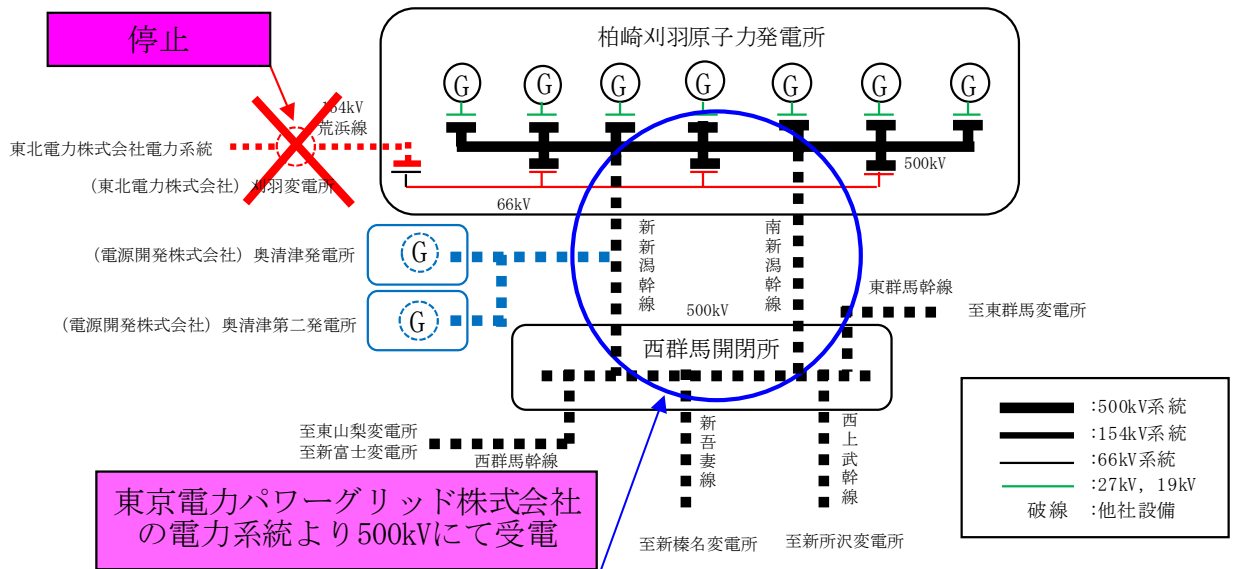 停止
柏崎刈羽原子力発電所
G G G G G G G
154kV
荒浜線
東北電力株式会社電力系統
(東北電力株式会社) 刈羽変電所
500kV
66kV
(電源開発株式会社) 奥清津発電所
G
(電源開発株式会社) 奥清津第二発電所
G
新新潟幹線
南新潟幹線
500kV
東群馬幹線
至東群馬変電所
西群馬開閉所
至東山梨変電所
至新富士変電所
西群馬幹線
新吾妻線
西上武幹線
至新榛名変電所
至新所沢変電所
東京電力パワーグリッド株式会社
の電力系統より500kVにて受電
:500kV系統
:154kV系統
:66kV系統
:27kV, 19kV
破線 :他社設備